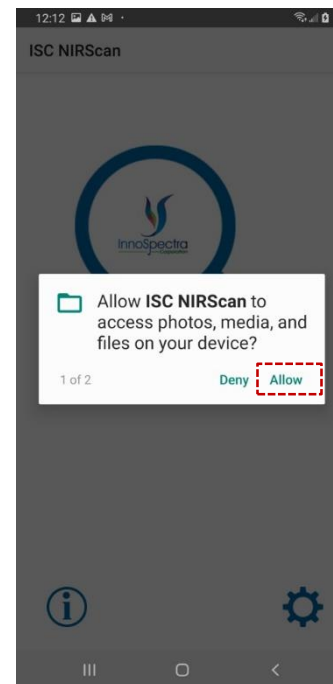 12:12
ISC NIRScan
InnoSpectra
Corporation
Allow ISC NIRScan to
access photos, media, and
files on your device?
1 of 2
Deny
Allow